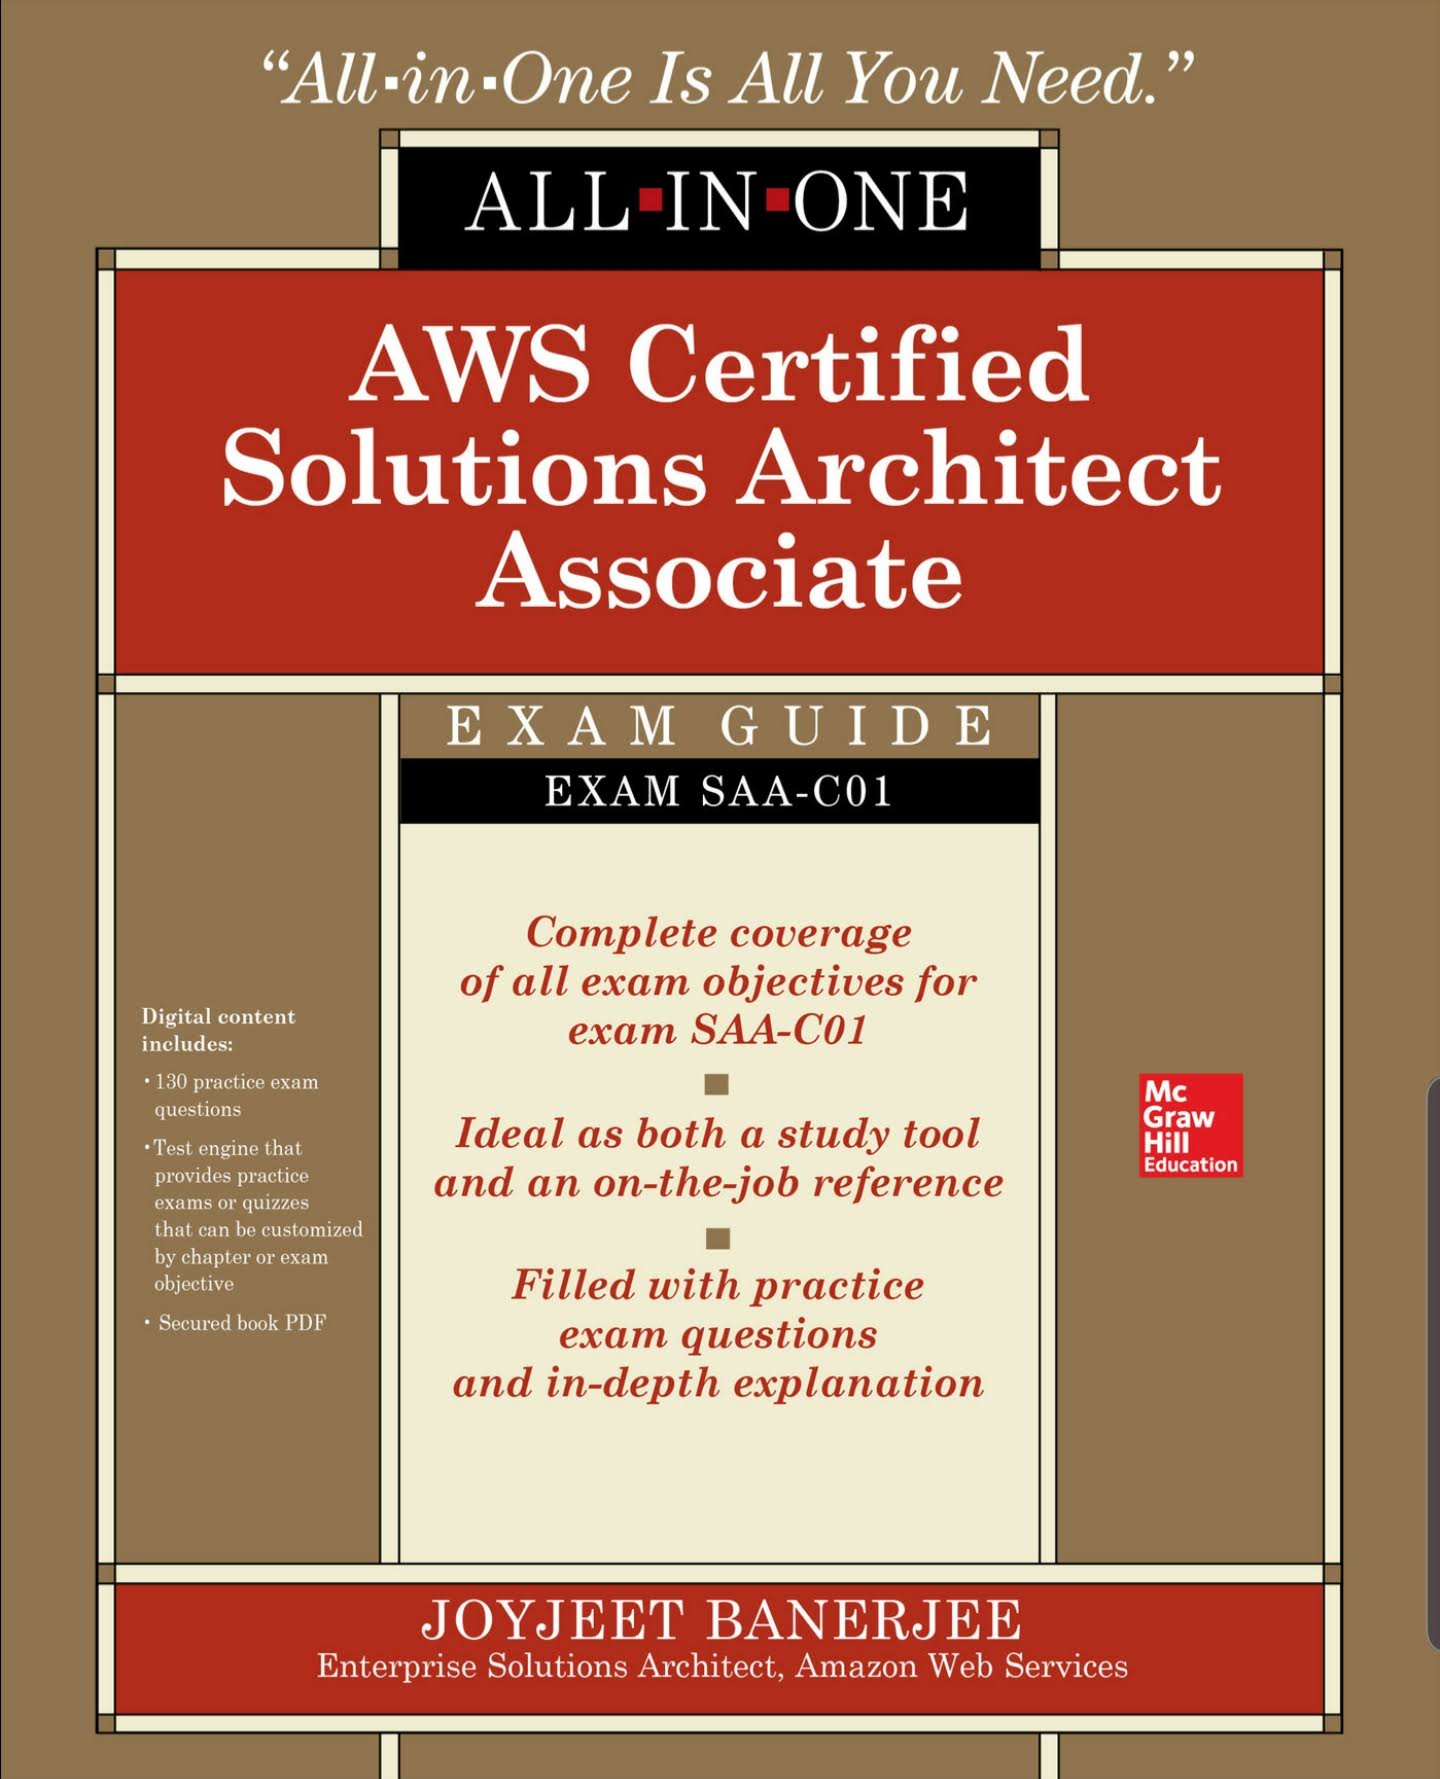 “All▪in▪One Is All You Need.”
ALL▪IN▪ONE
AWS Certified
Solutions Architect
Associate
EXAM GUIDE
EXAM SAA-C01
Complete coverage
of all exam objectives for
exam SAA-C01
Ideal as both a study tool
and an on-the-job reference
Filled with practice
exam questions
and in-depth explanation
Digital content
includes:
• 130 practice exam
questions
• Test engine that
provides practice
exams or quizzes
that can be customized
by chapter or exam
objective
• Secured book PDF
Mc
Graw
Hill
Education
JOYJEET BANERJEE
Enterprise Solutions Architect, Amazon Web Services